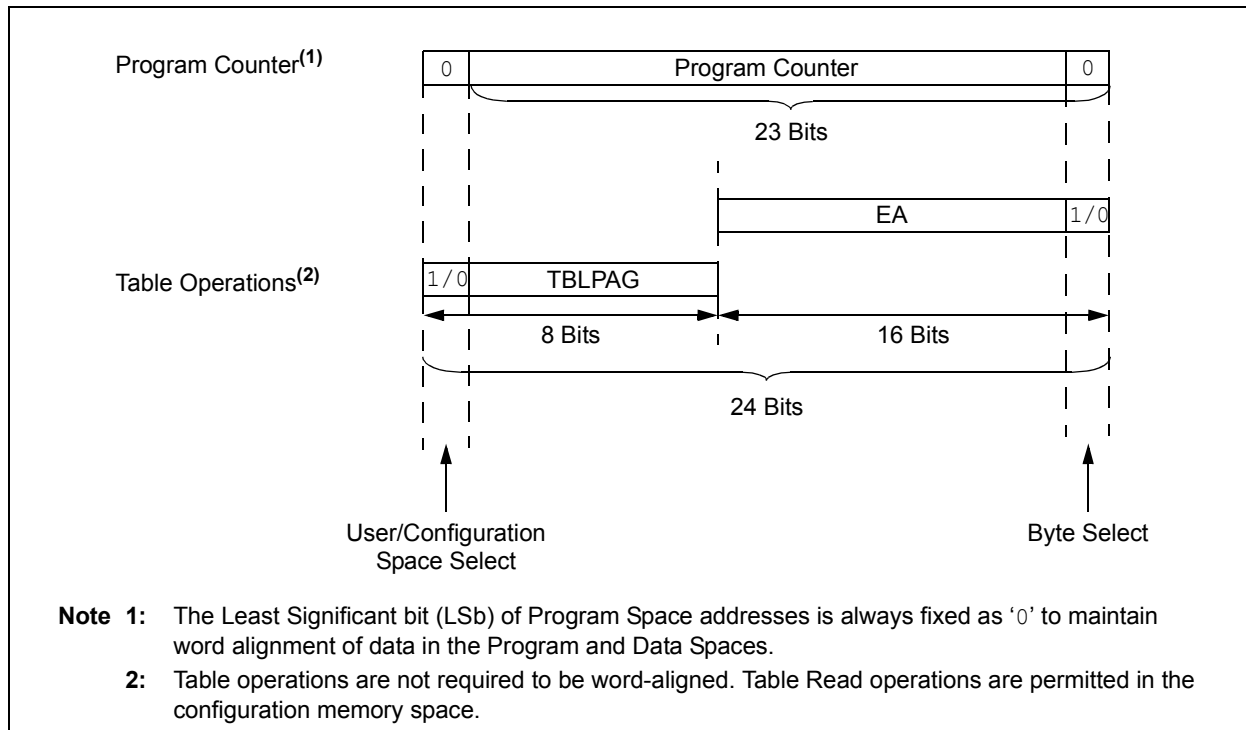 Program Counter(1)
0
Program Counter
0
23 Bits
EA
1/0
Table Operations(2)
1/0
TBLPAG
8 Bits
16 Bits
24 Bits
User/Configuration
Space Select
Byte Select
Note 1: The Least Significant bit (LSb) of Program Space addresses is always fixed as ‘0’ to maintain
word alignment of data in the Program and Data Spaces.
2: Table operations are not required to be word-aligned. Table Read operations are permitted in the
configuration memory space.